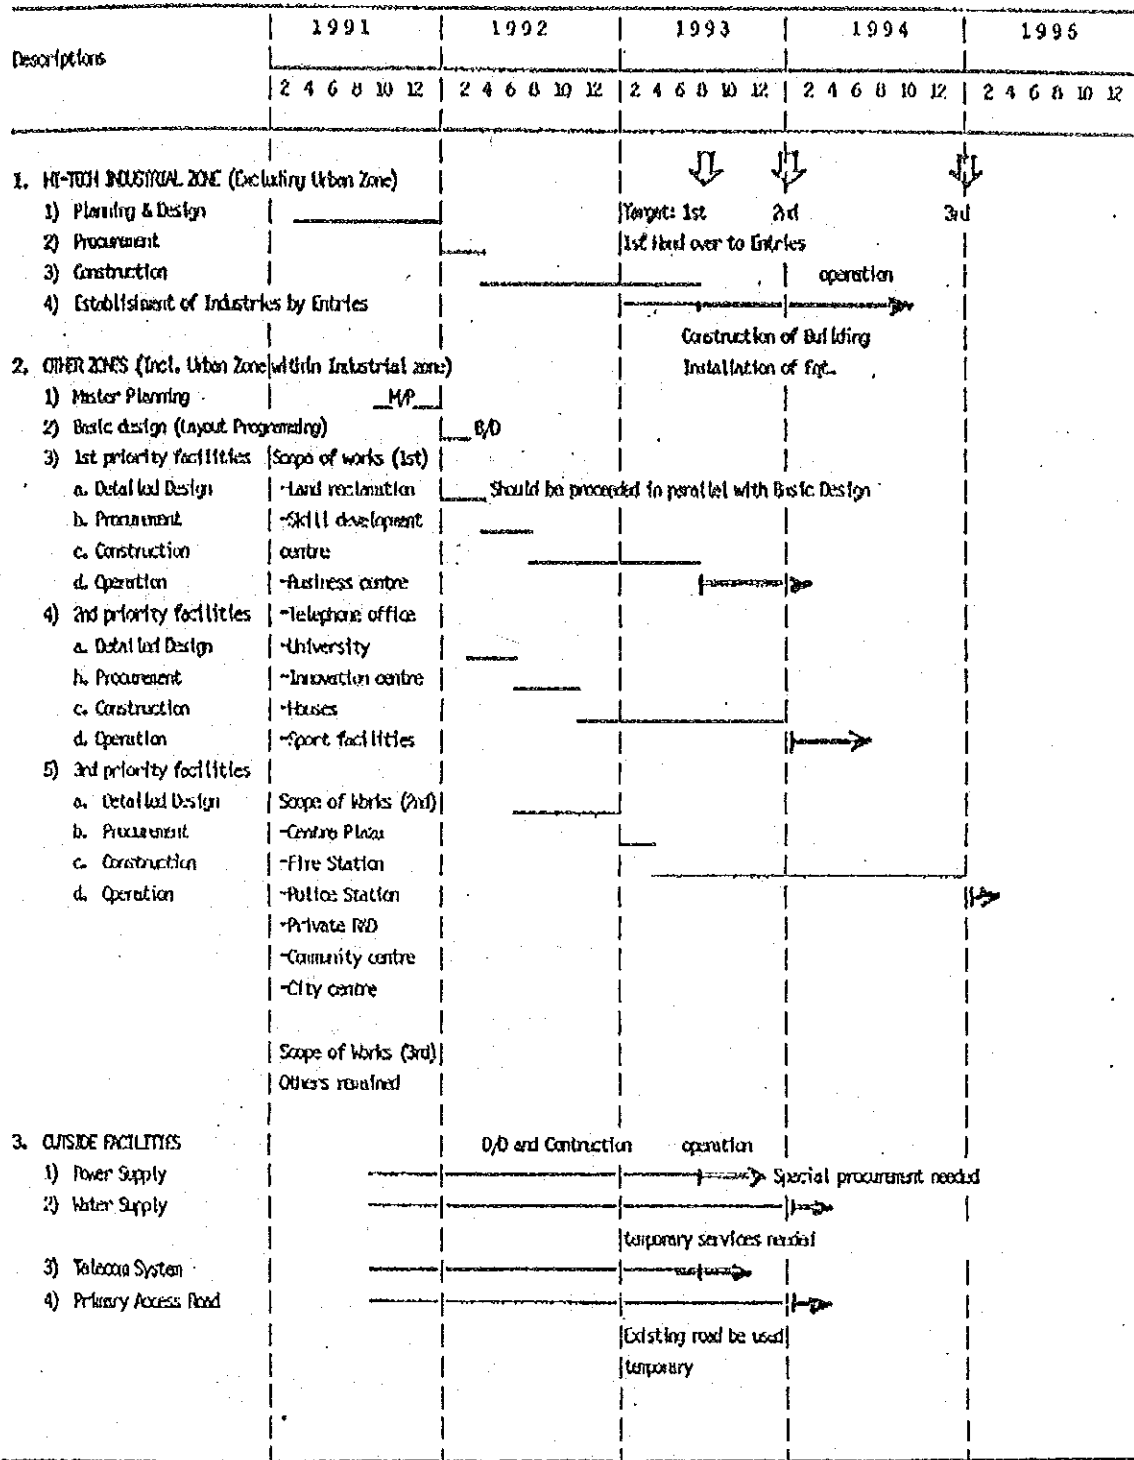 1991 1992 1993 1994 1995
Descriptions
2 4 6 8 10 12 2 4 6 8 10 12 2 4 6 8 10 12 2 4 6 8 10 12 2 4 6 8 10 12
1. HI-TECH INDUSTRIAL ZONE (Excluding Urban Zone)
1) Planning & Design Target: 1st 2nd 3rd
2) Procurement 1st Hand over to Entries
3) Construction operation
4) Establisment of Industries by Entries
Construction of Building
2. OTHER ZONES (Incl. Urban Zone within Industrial zone) Installation of Eqt.
1) Master Planning M/P
2) Basic design (Layout Programming) B/D
3) 1st priority facilities Scope of works (1st)
a. Detailed Design -Land reclamation Should be proceeded in parallel with Basic Design
b. Procurement -Skill development
c. Construction centre
d. Operation -Business centre
4) 2nd priority facilities -Telephone office
a. Detailed Design -University
b. Procurement -Innovation centre
c. Construction -Houses
d. Operation -Sport facilities
5) 3rd priority facilities
a. Detailed Design Scope of Works (2nd)
b. Procurement -Centre Plaza
c. Construction -Fire Station
d. Operation -Police Station
-Private R/D
-Community centre
-City centre
Scope of Works (3rd)
Others remained
3. OUTSIDE FACILITIES D/D and Contruction operation
1) Power Supply Special procurement needed
2) Water Supply
temporary services needed
3) Telecom System
4) Primary Access Road
Existing road be used
temporary